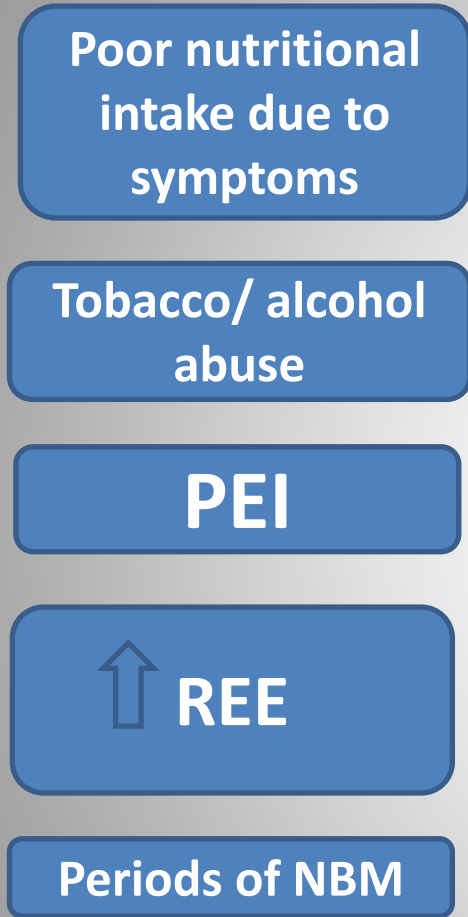 Poor nutritional
intake due to
symptoms
Tobacco/ alcohol
abuse
PEI
REE
Periods of NBM